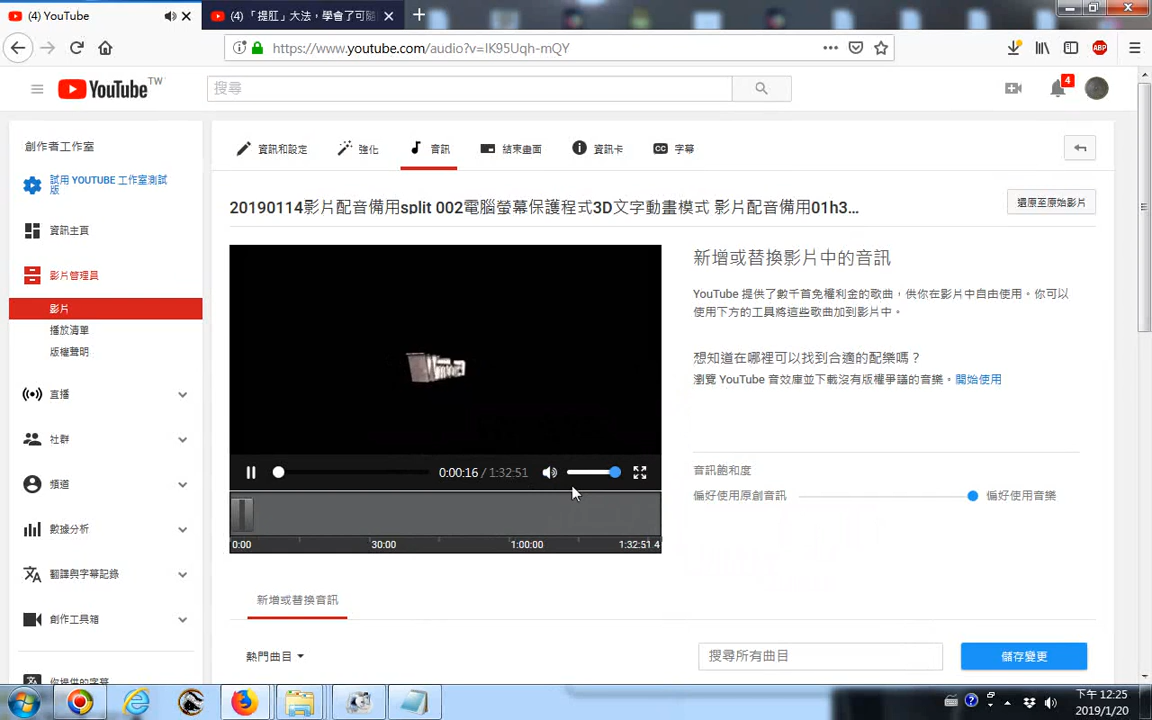 (4) YouTube
(4)「提肛」大法，學會了可能
https://www.youtube.com/audio?v=lK95Uqh-mQY
ABP
YouTube TW
搜尋
4
創作者工作室
試用 YOUTUBE 工作室測試版
資訊主頁
影片管理員
影片
播放清單
版權聲明
直播
社群
頻道
數據分析
翻譯與字幕記錄
創作工具箱
你提供的字幕
資訊和設定
強化
音訊
結束畫面
資訊卡
CC 字幕
20190114影片配音備用split 002電腦螢幕保護程式3D文字動畫模式 影片配音備用01h3...
還原至原始影片
0:00:16 / 1:32:51
0:00
30:00
1:00:00
1:32:51.4
新增或替換影片中的音訊
YouTube 提供了數千首免權利金的歌曲，供你在影片中自由使用。你可以
使用下方的工具將這些歌曲加到影片中。
想知道在哪裡可以找到合適的配樂嗎？
瀏覽 YouTube 音效庫並下載沒有版權爭議的音樂。開始使用
音訊飽和度
偏好使用原創音訊
偏好使用音樂
新增或替換音訊
熱門曲目
搜尋所有曲目
儲存變更
下午 12:25
2019/1/20